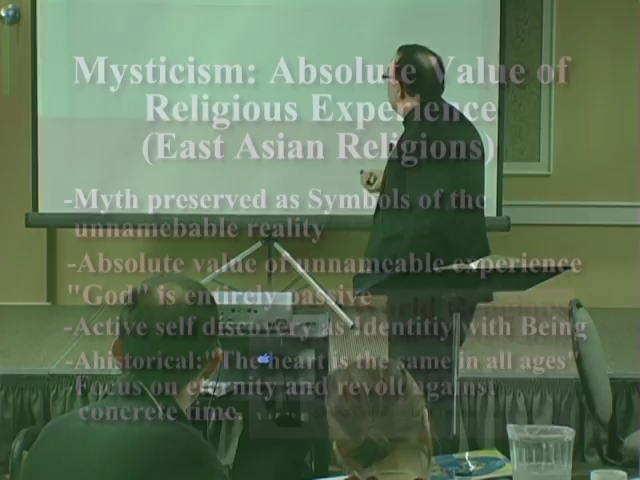 Mysticism: Absolute Value of
Religious Experience
(East Asian Religions)
-Myth preserved as Symbols of the
unnamebable reality
-Absolute value of unnameable experience
"God" is entirely passive
-Active self discovery as Identitiy with Being
-Ahistorical:"The heart is the same in all ages"
-Focus on eternity and revolt against
concrete time.